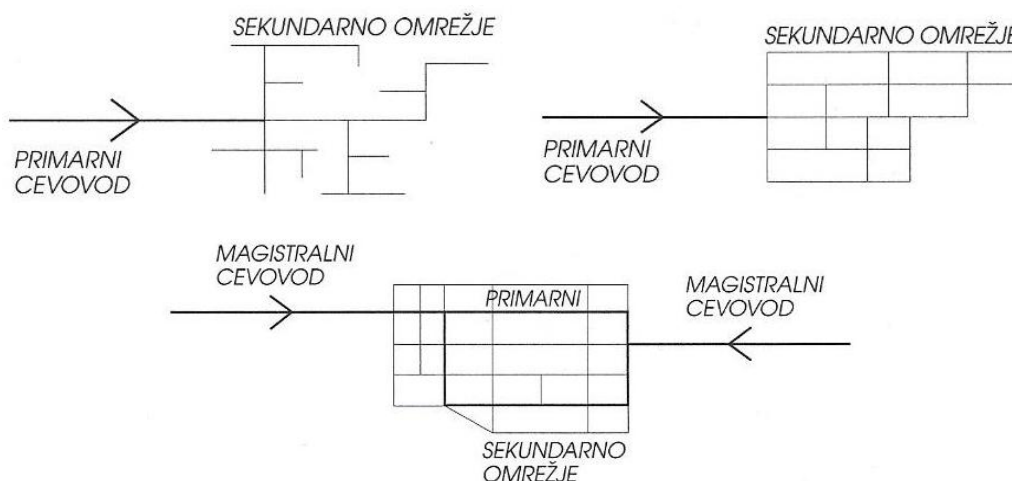 SEKUNDARNO OMREŽJE
PRIMARNI
CEVOVOD
SEKUNDARNO OMREŽJE
PRIMARNI
CEVOVOD
MAGISTRALNI
CEVOVOD
PRIMARNI
MAGISTRALNI
CEVOVOD
SEKUNDARNO
OMREŽJE